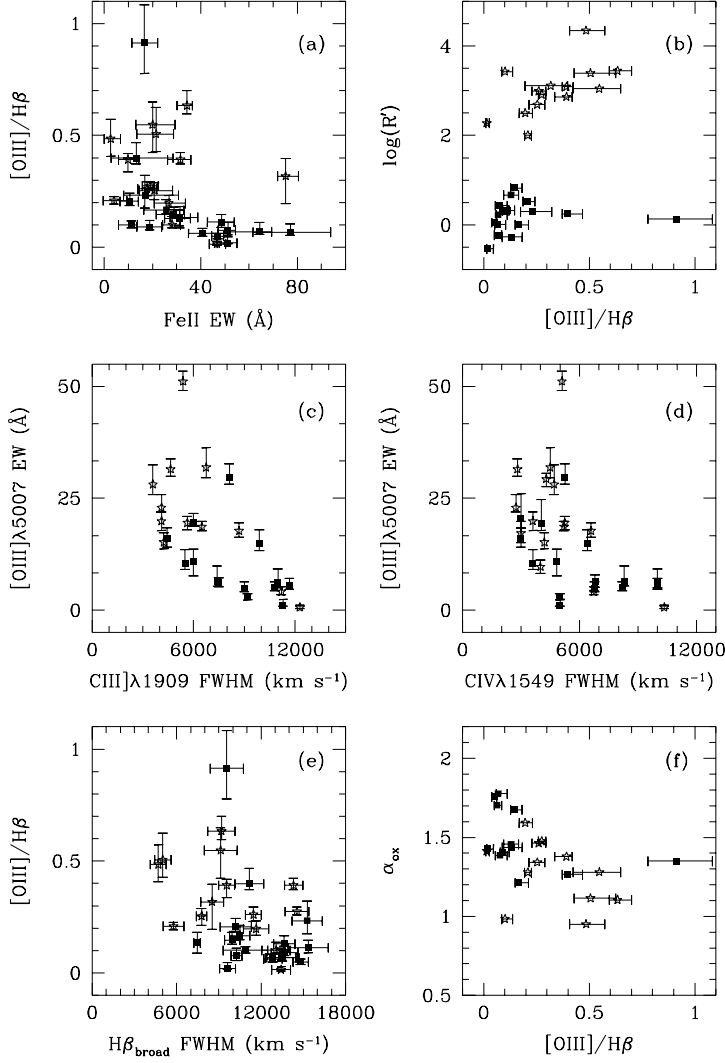 1
0.5
0
[OIII]/Hβ
(a)
0 40 80
FeII EW (Å)
4
2
0
log(R′)
(b)
0 0.5 1
[OIII]/Hβ
50
25
0
[OIII]λ5007 EW (Å)
(c)
0 6000 12000
CIII]λ1909 FWHM (km s⁻¹)
50
25
0
[OIII]λ5007 EW (Å)
(d)
0 6000 12000
CIVλ1549 FWHM (km s⁻¹)
1
0.5
0
[OIII]/Hβ
(e)
0 6000 12000 18000
Hβbroad FWHM (km s⁻¹)
2
1.5
1
0.5
αox
(f)
0 0.5 1
[OIII]/Hβ